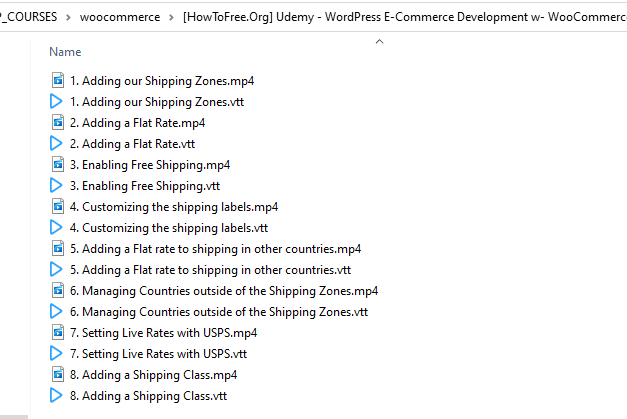 P_COURSES > woocommerce > [HowToFree.Org] Udemy - WordPress E-Commerce Development w- WooCommerc
Name
1. Adding our Shipping Zones.mp4
1. Adding our Shipping Zones.vtt
2. Adding a Flat Rate.mp4
2. Adding a Flat Rate.vtt
3. Enabling Free Shipping.mp4
3. Enabling Free Shipping.vtt
4. Customizing the shipping labels.mp4
4. Customizing the shipping labels.vtt
5. Adding a Flat rate to shipping in other countries.mp4
5. Adding a Flat rate to shipping in other countries.vtt
6. Managing Countries outside of the Shipping Zones.mp4
6. Managing Countries outside of the Shipping Zones.vtt
7. Setting Live Rates with USPS.mp4
7. Setting Live Rates with USPS.vtt
8. Adding a Shipping Class.mp4
8. Adding a Shipping Class.vtt